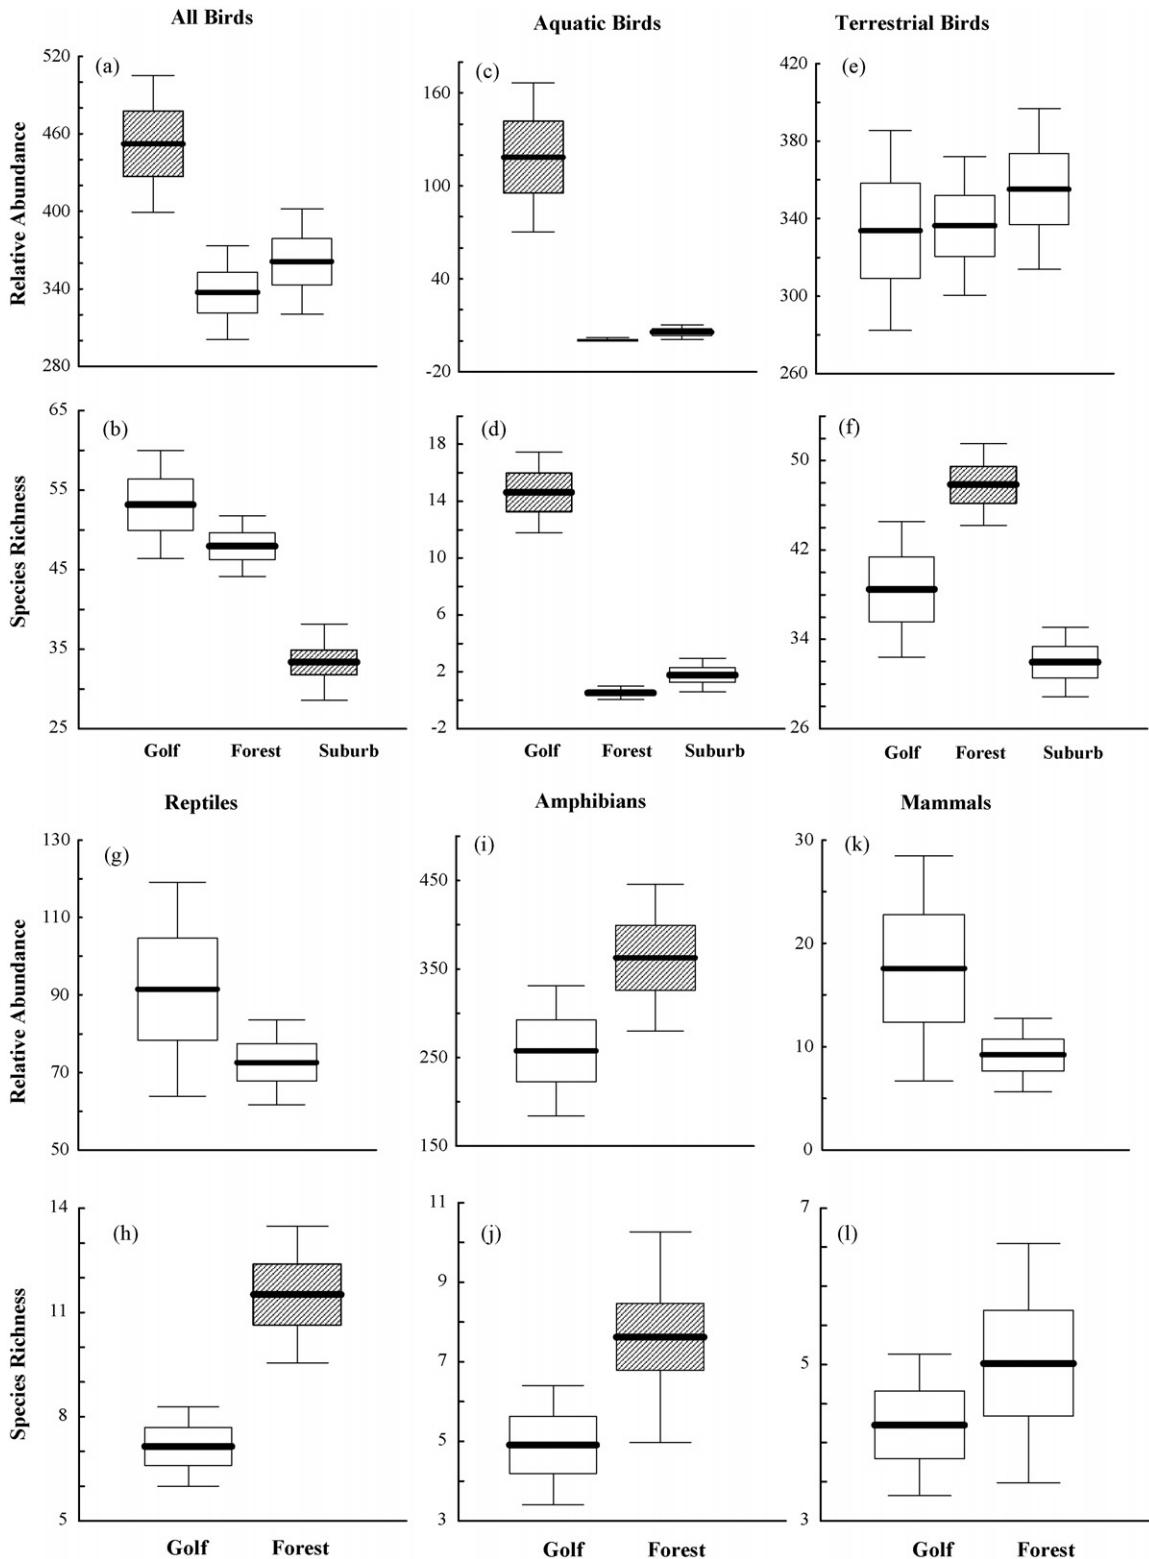 All Birds
Aquatic Birds
Terrestrial Birds
Relative Abundance
(a)
520
460
400
340
280
(c)
160
100
40
-20
(e)
420
380
340
300
260
Species Richness
(b)
65
55
45
35
25
Golf Forest Suburb
(d)
18
14
10
6
2
-2
Golf Forest Suburb
(f)
50
42
34
26
Golf Forest Suburb
Reptiles
Amphibians
Mammals
Relative Abundance
(g)
130
110
90
70
50
(i)
450
350
250
150
(k)
30
20
10
0
Species Richness
(h)
14
11
8
5
Golf Forest
(j)
11
9
7
5
3
Golf Forest
(l)
7
5
3
Golf Forest